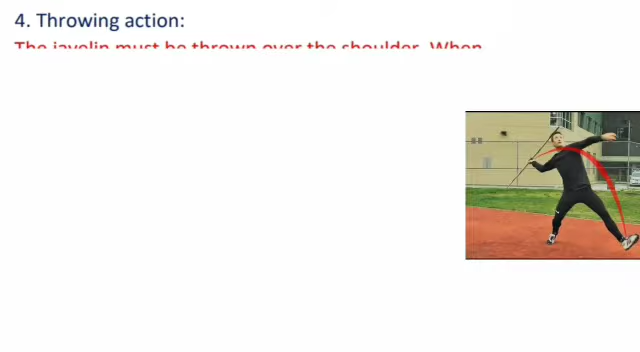 4. Throwing action:
The javelin must be thrown over the shoulder. When